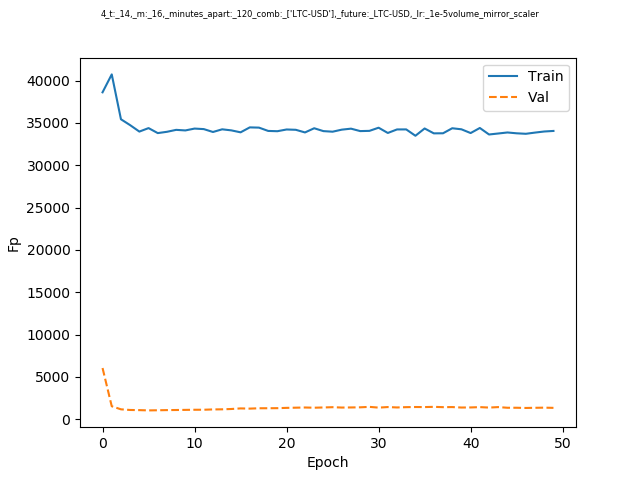 4_t:_14,_m:_16,_minutes_apart:_120_comb:_['LTC-USD'],_future:_LTC-USD,_lr:_1e-5volume_mirror_scaler
Train
Val
40000
35000
30000
25000
20000
15000
10000
5000
0
Fp
0 10 20 30 40 50
Epoch